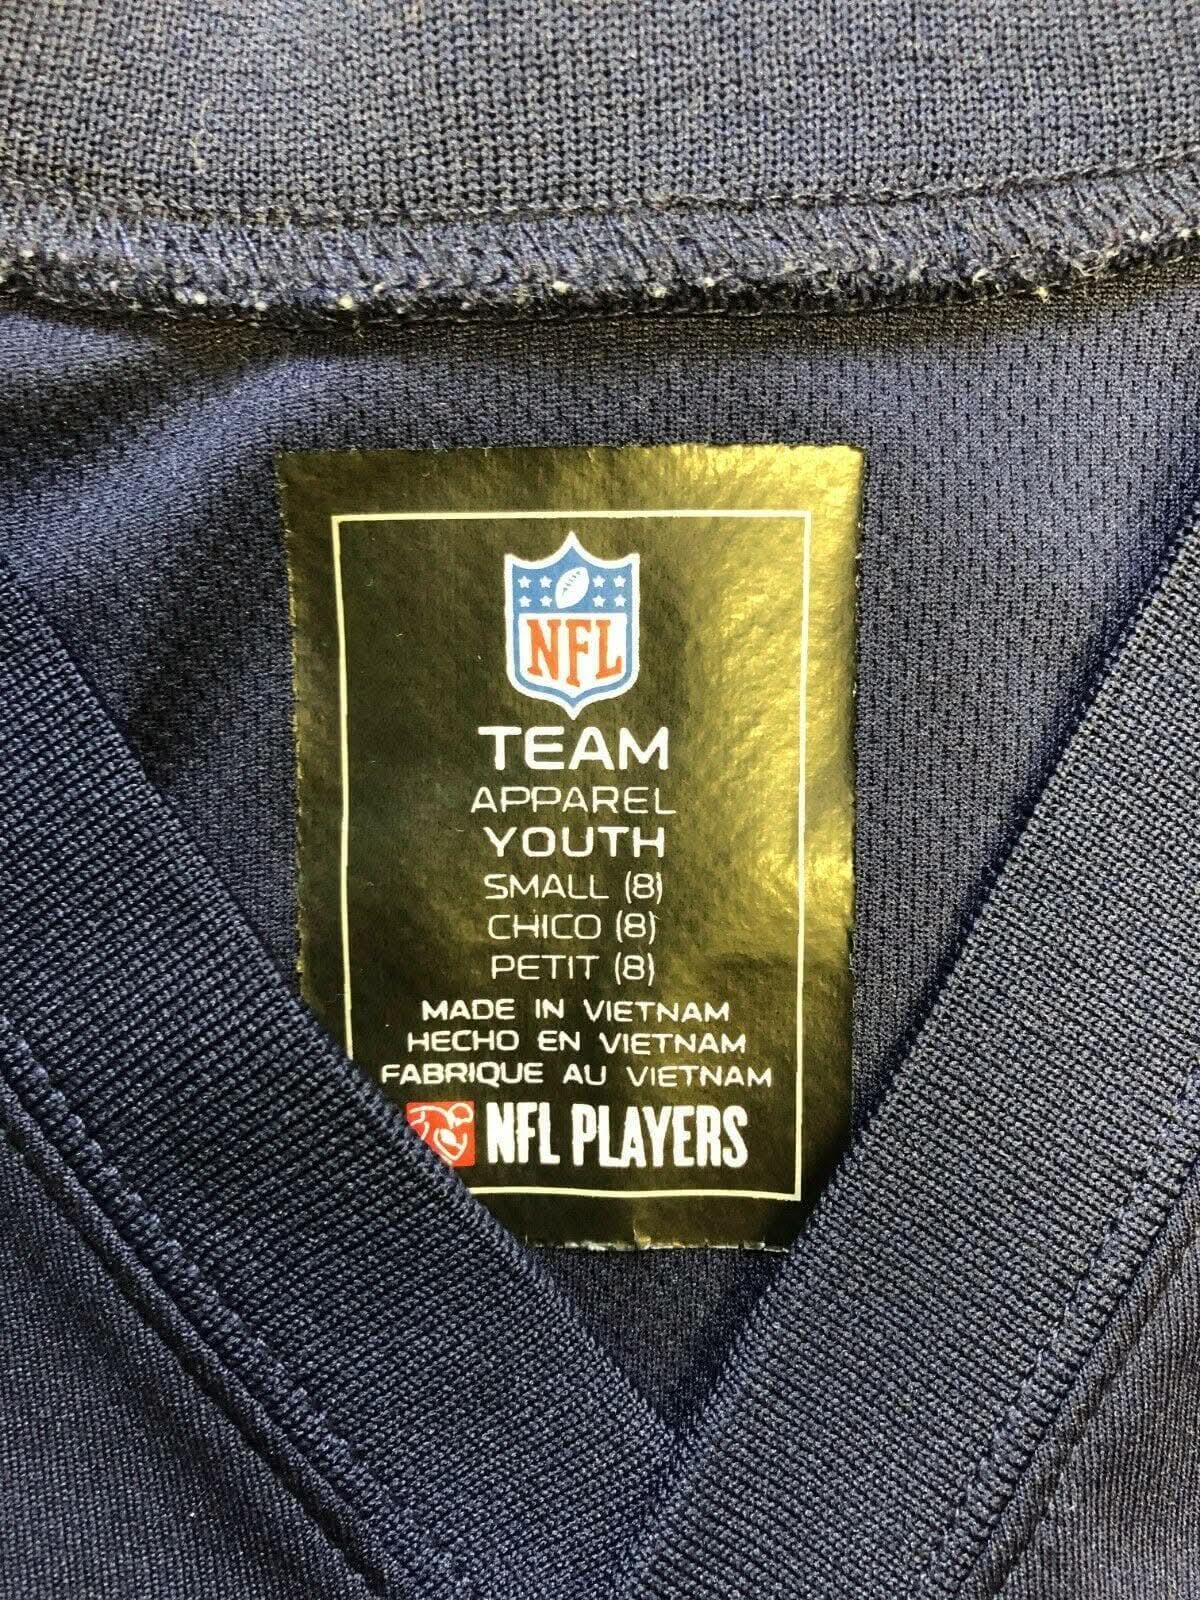 NFL
TEAM
APPAREL
YOUTH
SMALL (8)
CHICO (8)
PETIT (8)
MADE IN VIETNAM
HECHO EN VIETNAM
FABRIQUE AU VIETNAM
NFL PLAYERS